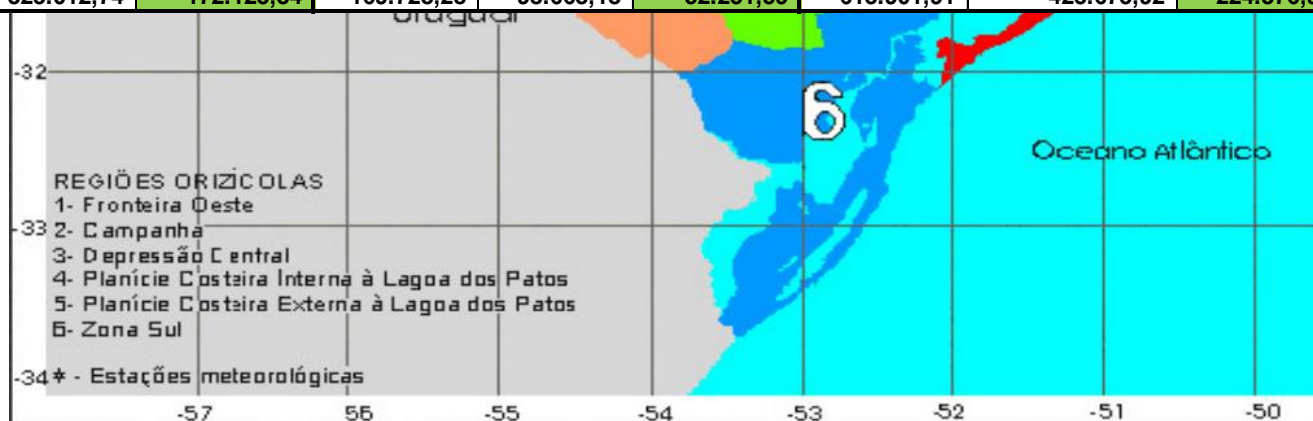 Uruguai
-32
6
Oceano Atlântico
REGIÕES ORIZÍCOLAS
1- Fronteira Oeste
-33 2- Campanha
3- Depressão Central
4- Planície Costeira Interna à Lagoa dos Patos
5- Planície Costeira Externa à Lagoa dos Patos
6- Zona Sul
-34 * - Estações meteorológicas
-57 56 -55 -54 -53 -52 -51 -50